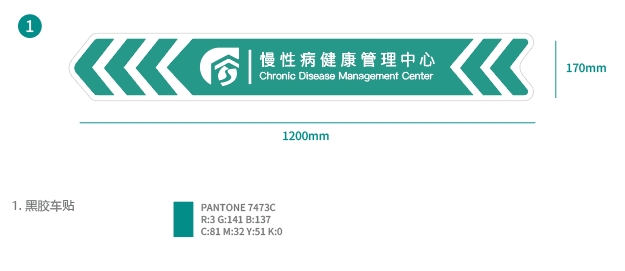 1
慢性病健康管理中心
Chronic Disease Management Center
170mm
1200mm
1. 黑胶车贴
PANTONE 7473C
R:3 G:141 B:137
C:81 M:32 Y:51 K:0